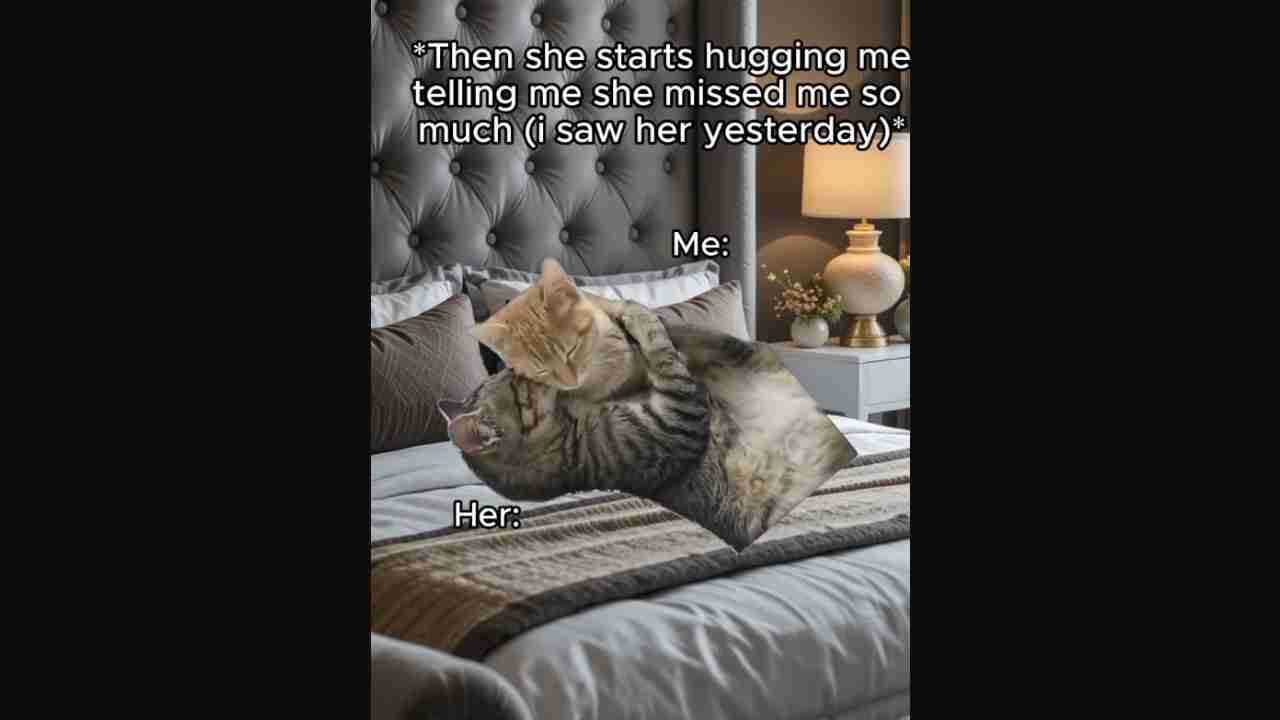 *Then she starts hugging me
telling me she missed me so
much (i saw her yesterday)*
Me:
Her: